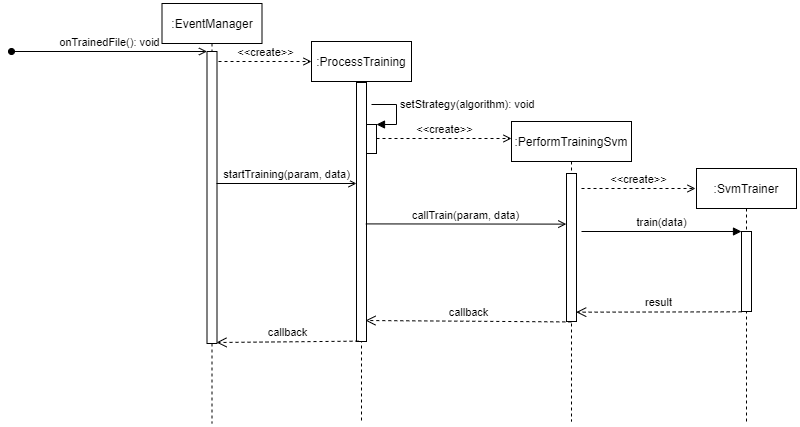 :EventManager
onTrainedFile(): void
<<create>>
:ProcessTraining
setStrategy(algorithm): void
<<create>>
:PerformTrainingSvm
startTraining(param, data)
<<create>>
:SvmTrainer
callTrain(param, data)
train(data)
result
callback
callback